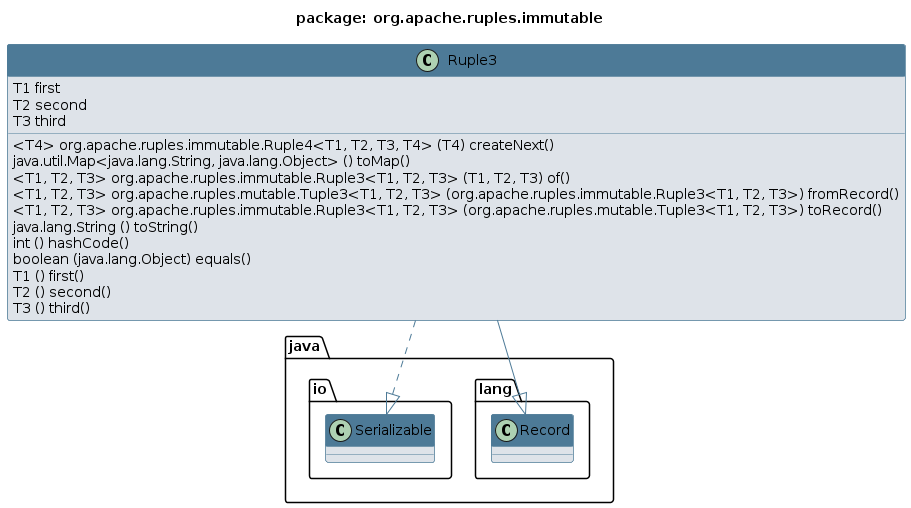 package: org.apache.ruples.immutable
C Ruple3
T1 first
T2 second
T3 third
<T4> org.apache.ruples.immutable.Ruple4<T1, T2, T3, T4> (T4) createNext()
java.util.Map<java.lang.String, java.lang.Object> () toMap()
<T1, T2, T3> org.apache.ruples.immutable.Ruple3<T1, T2, T3> (T1, T2, T3) of()
<T1, T2, T3> org.apache.ruples.mutable.Tuple3<T1, T2, T3> (org.apache.ruples.immutable.Ruple3<T1, T2, T3>) fromRecord()
<T1, T2, T3> org.apache.ruples.immutable.Ruple3<T1, T2, T3> (org.apache.ruples.mutable.Tuple3<T1, T2, T3>) toRecord()
java.lang.String () toString()
int () hashCode()
boolean (java.lang.Object) equals()
T1 () first()
T2 () second()
T3 () third()
java
io
lang
C Serializable
C Record